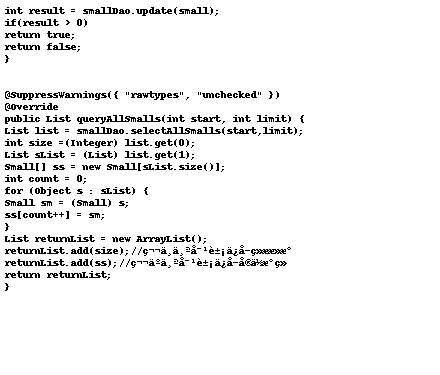 int result = smallDao.update(small);
if(result > 0)
return true;
return false;
}
@SuppressWarnings({ "rawtypes", "unchecked" })
@Override
public List queryAllSmalls(int start, int limit) {
List list = smallDao.selectAllSmalls(start,limit);
int size =(Integer) list.get(0);
List sList = (List) list.get(1);
Small[] ss = new Small[sList.size()];
int count = 0;
for (Object s : sList) {
Small sm = (Small) s;
ss[count++] = sm;
}
List returnList = new ArrayList();
returnList.add(size);//
returnList.add(ss);//
return returnList;
}